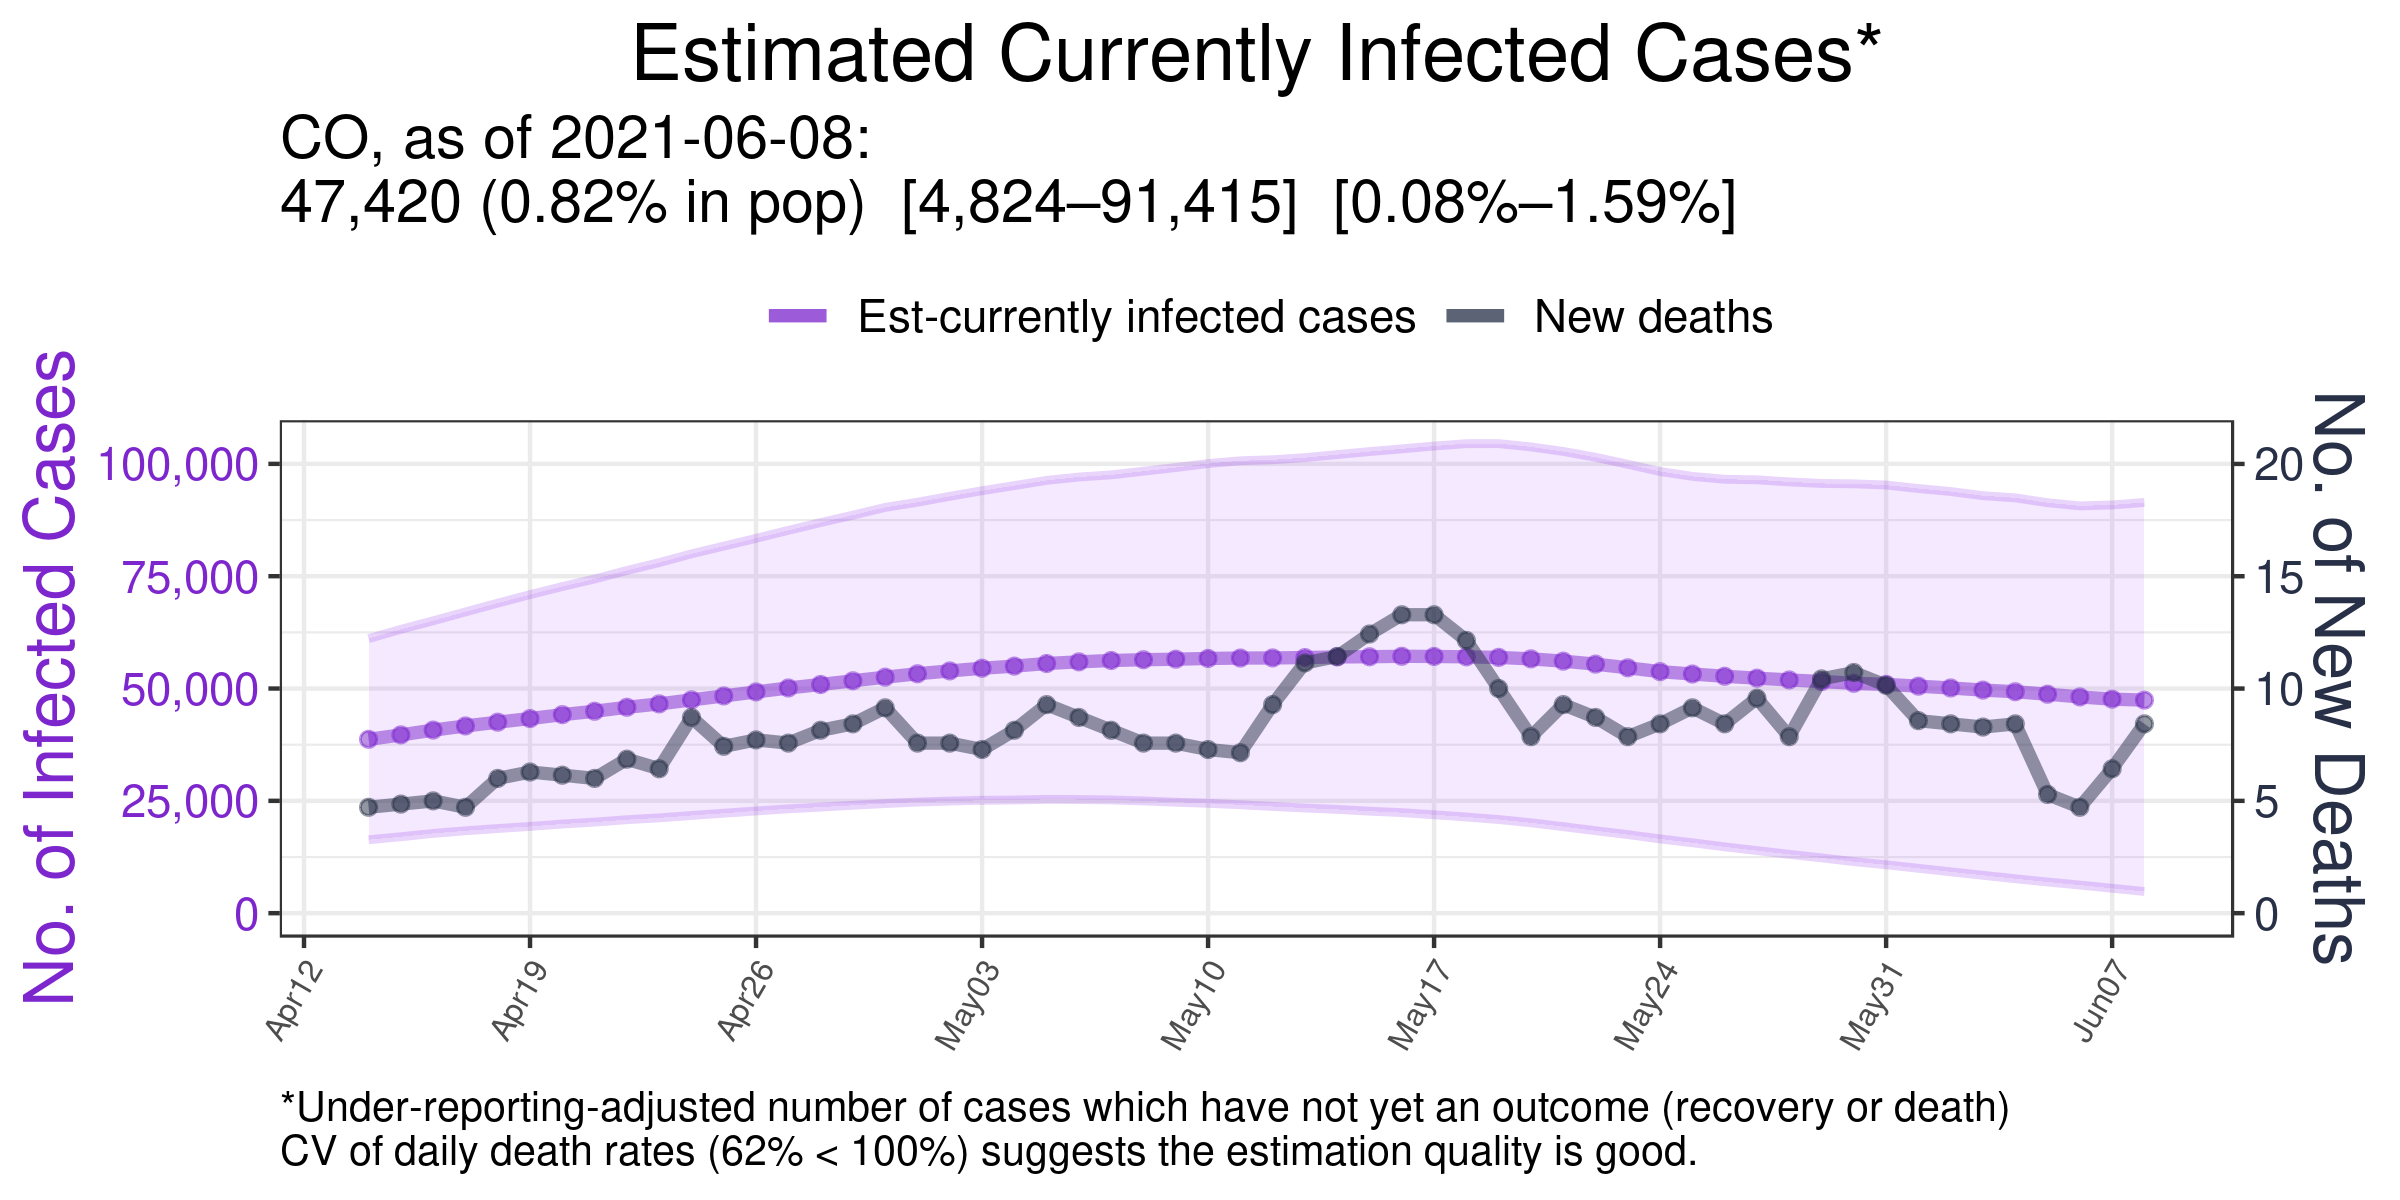 Estimated Currently Infected Cases*
CO, as of 2021-06-08:
47,420 (0.82% in pop)  [4,824–91,415]  [0.08%–1.59%]
Est-currently infected cases
New deaths
No. of Infected Cases
100,000
75,000
50,000
25,000
0
20
15
10
5
0
No. of New Deaths
Apr12
Apr19
Apr26
May03
May10
May17
May24
May31
Jun07
*Under-reporting-adjusted number of cases which have not yet an outcome (recovery or death)
CV of daily death rates (62% < 100%) suggests the estimation quality is good.